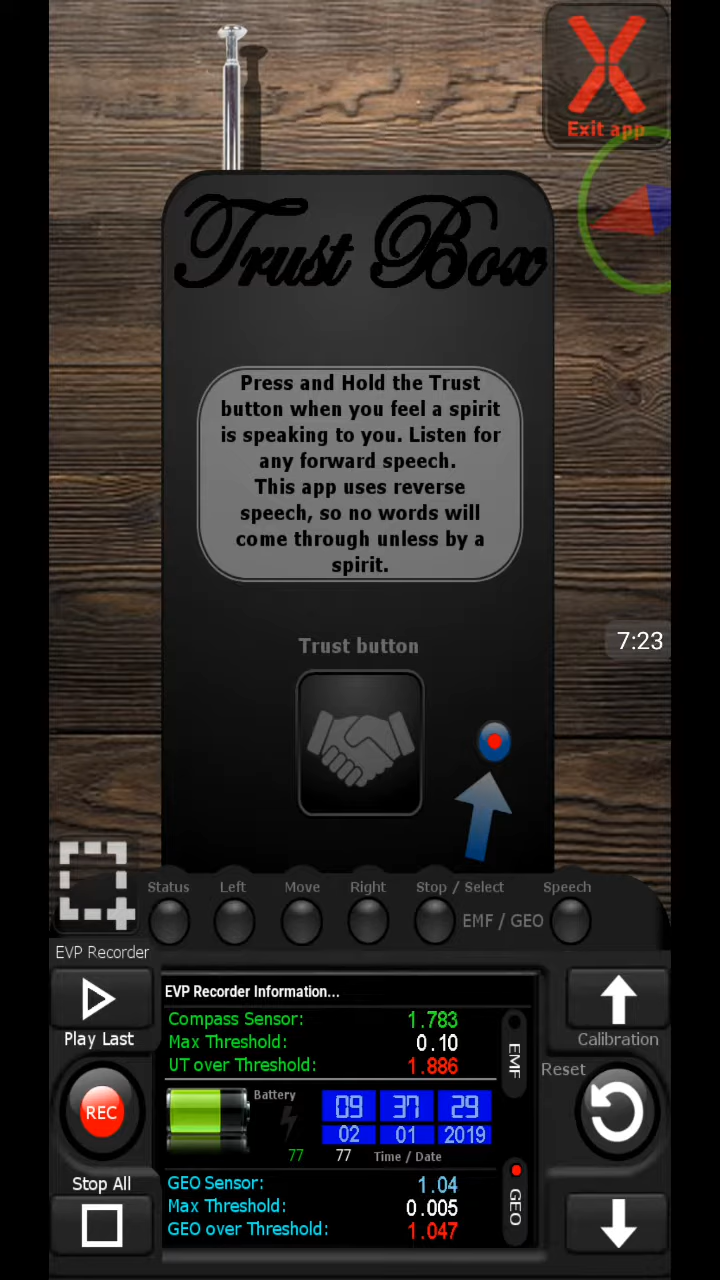 Exit app
Trust Box
Press and Hold the Trust
button when you feel a spirit
is speaking to you. Listen for
any forward speech.
This app uses reverse
speech, so no words will
come through unless by a
spirit.
7:23
Trust button
Status Left Move Right Stop / Select Speech
EMF / GEO
EVP Recorder
EVP Recorder Information...
Play Last
Compass Sensor: 1.783
Max Threshold: 0.10
UT over Threshold: 1.886
EMF
Calibration
Reset
REC
Battery
09 37 29
02 01 2019
77 77 Time / Date
Stop All
GEO Sensor: 1.04
Max Threshold: 0.005
GEO over Threshold: 1.047
GEO